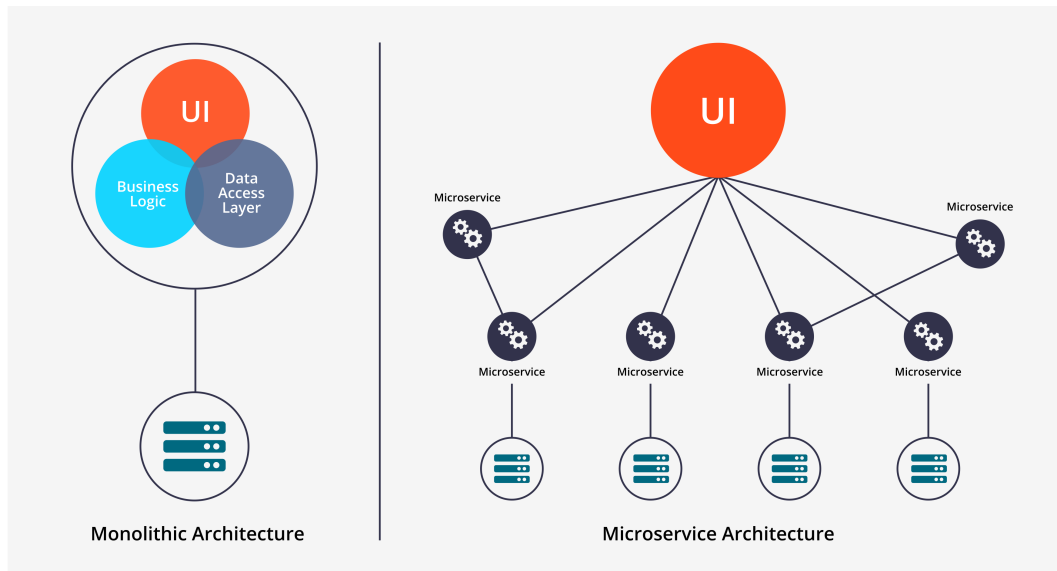 UI
Business
Logic
Data
Access
Layer
Monolithic Architecture
UI
Microservice
Microservice
Microservice
Microservice
Microservice
Microservice
Microservice Architecture